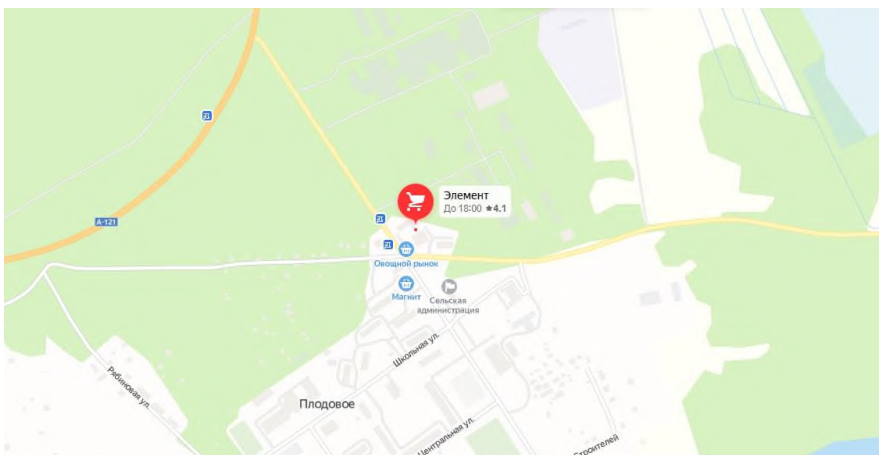 Элемент
До 18:00 ★4.1
А-121
Овощной рынок
Магнит
Сельская
администрация
Школьная ул.
Рябиновая ул.
Плодовое
Центральная ул.
Строителей